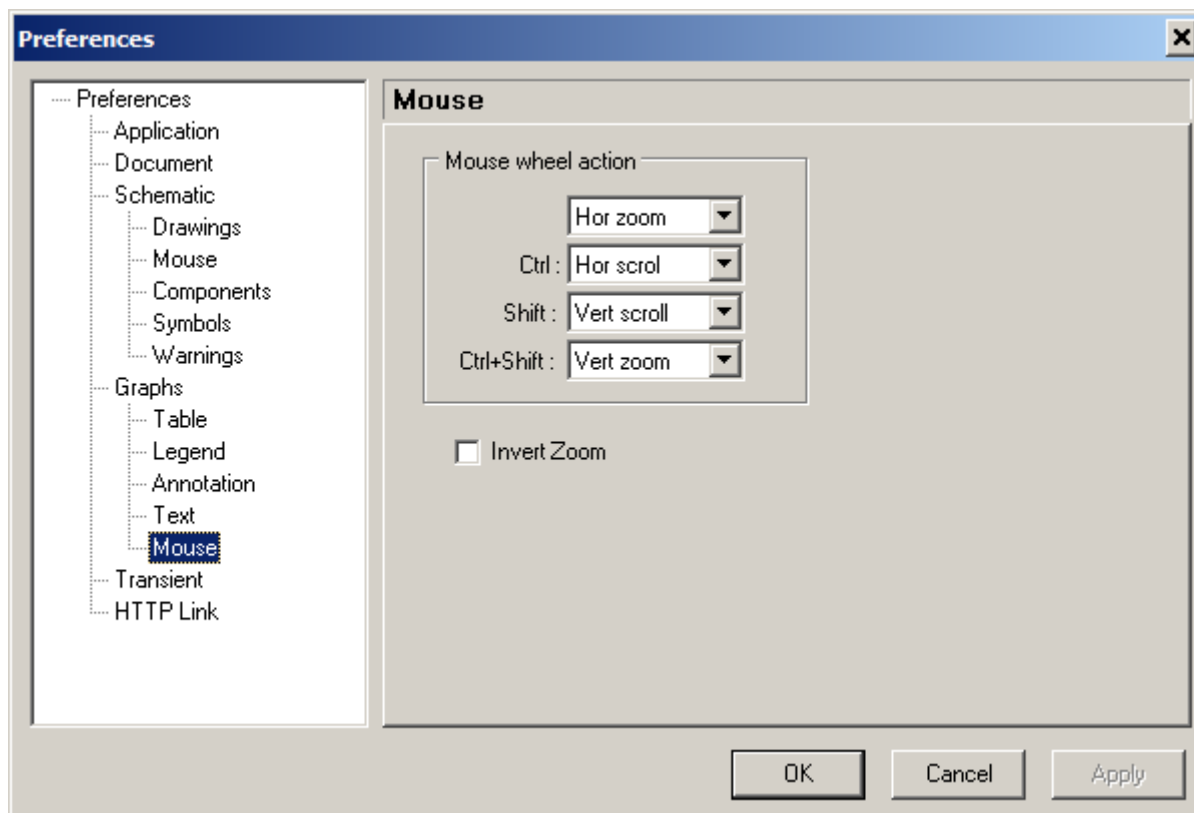 Preferences
Preferences
Application
Document
Schematic
Drawings
Mouse
Components
Symbols
Warnings
Graphs
Table
Legend
Annotation
Text
Mouse
Transient
HTTP Link
Mouse
Mouse wheel action
Hor zoom
Ctrl : Hor scrol
Shift : Vert scroll
Ctrl+Shift : Vert zoom
Invert Zoom
OK Cancel Apply